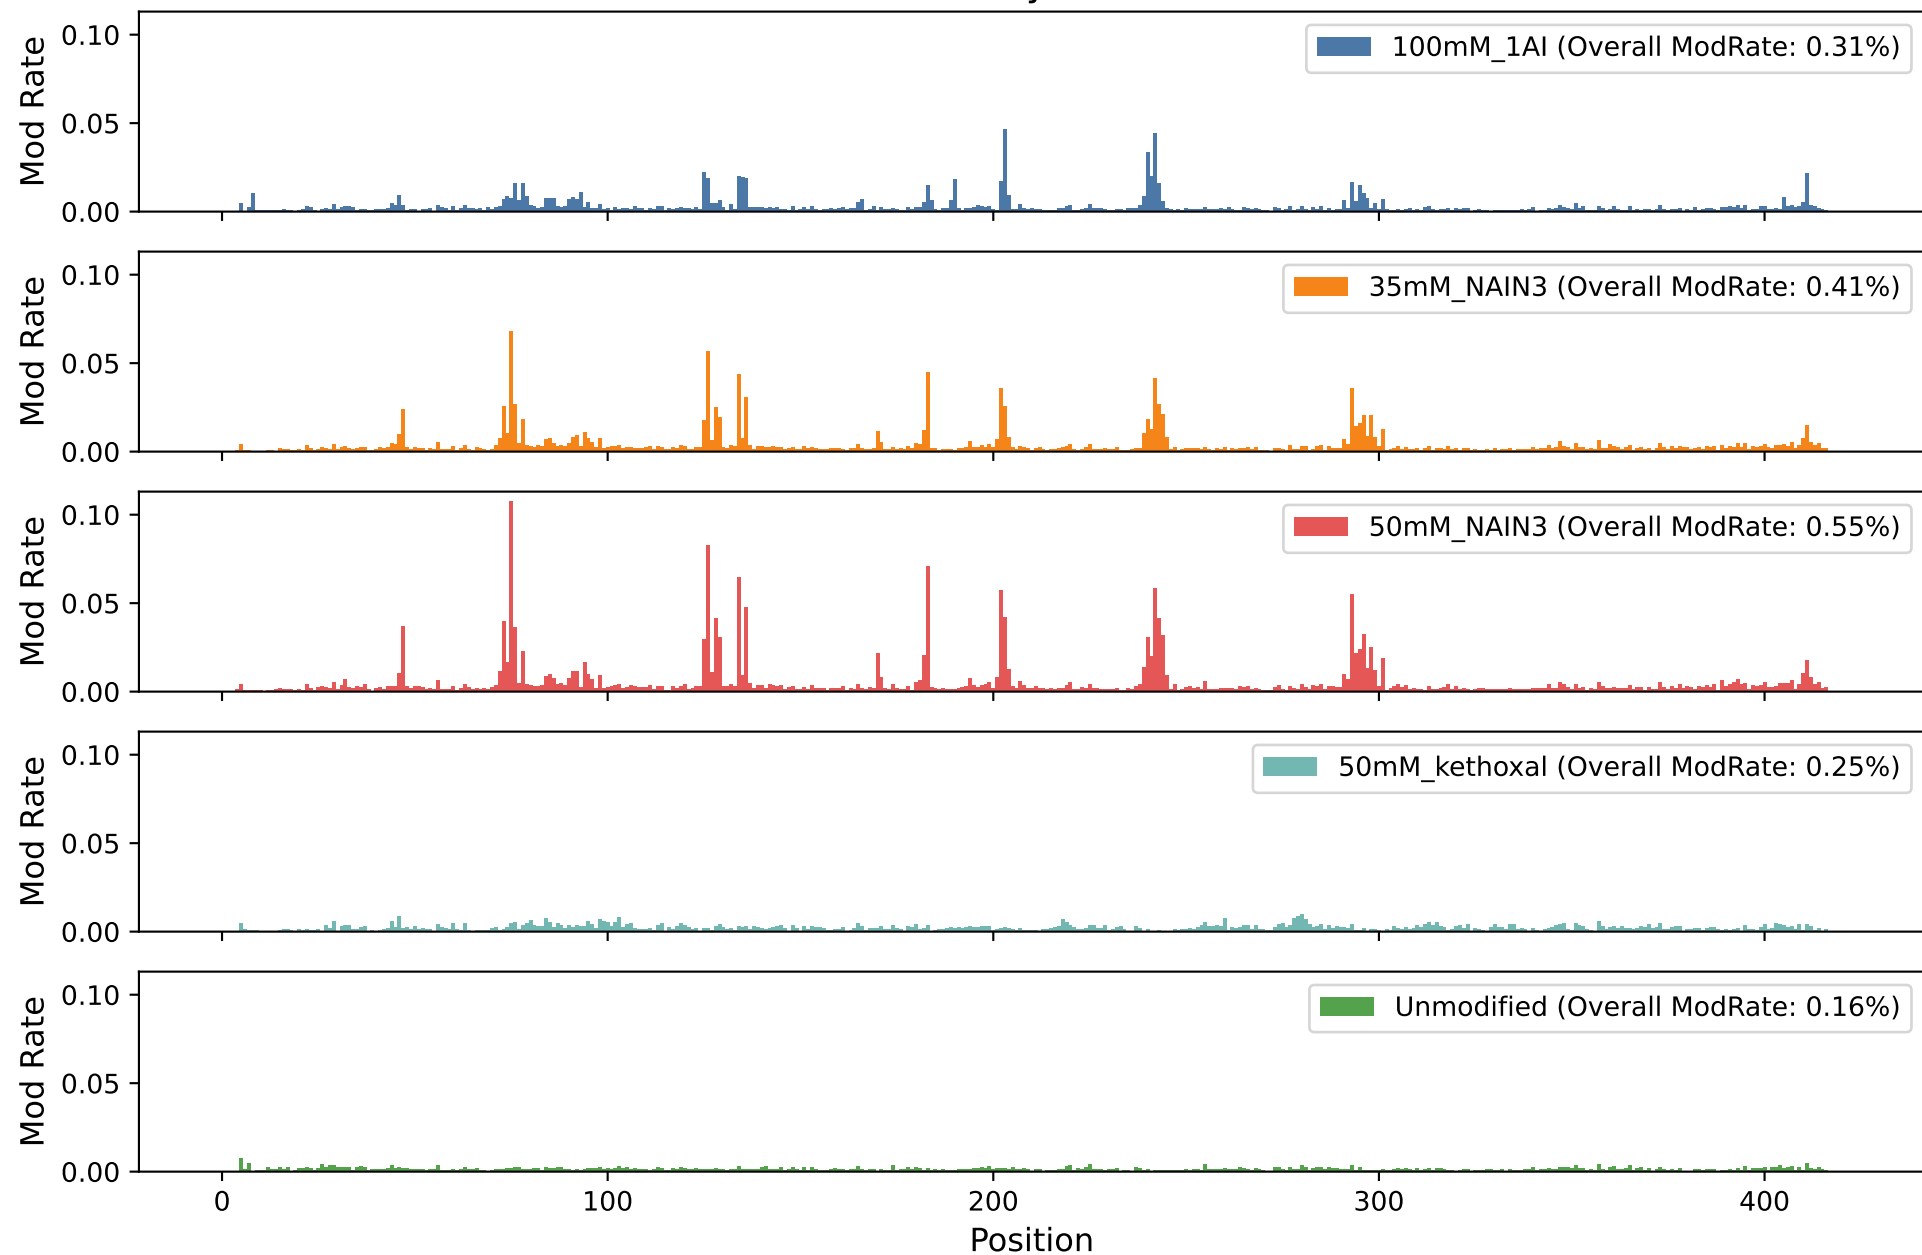 0.10
0.05
0.00
Mod Rate
100mM_1AI (Overall ModRate: 0.31%)
0.10
0.05
0.00
Mod Rate
35mM_NAIN3 (Overall ModRate: 0.41%)
0.10
0.05
0.00
Mod Rate
50mM_NAIN3 (Overall ModRate: 0.55%)
0.10
0.05
0.00
Mod Rate
50mM_kethoxal (Overall ModRate: 0.25%)
0.10
0.05
0.00
Mod Rate
Unmodified (Overall ModRate: 0.16%)
0 100 200 300 400
Position